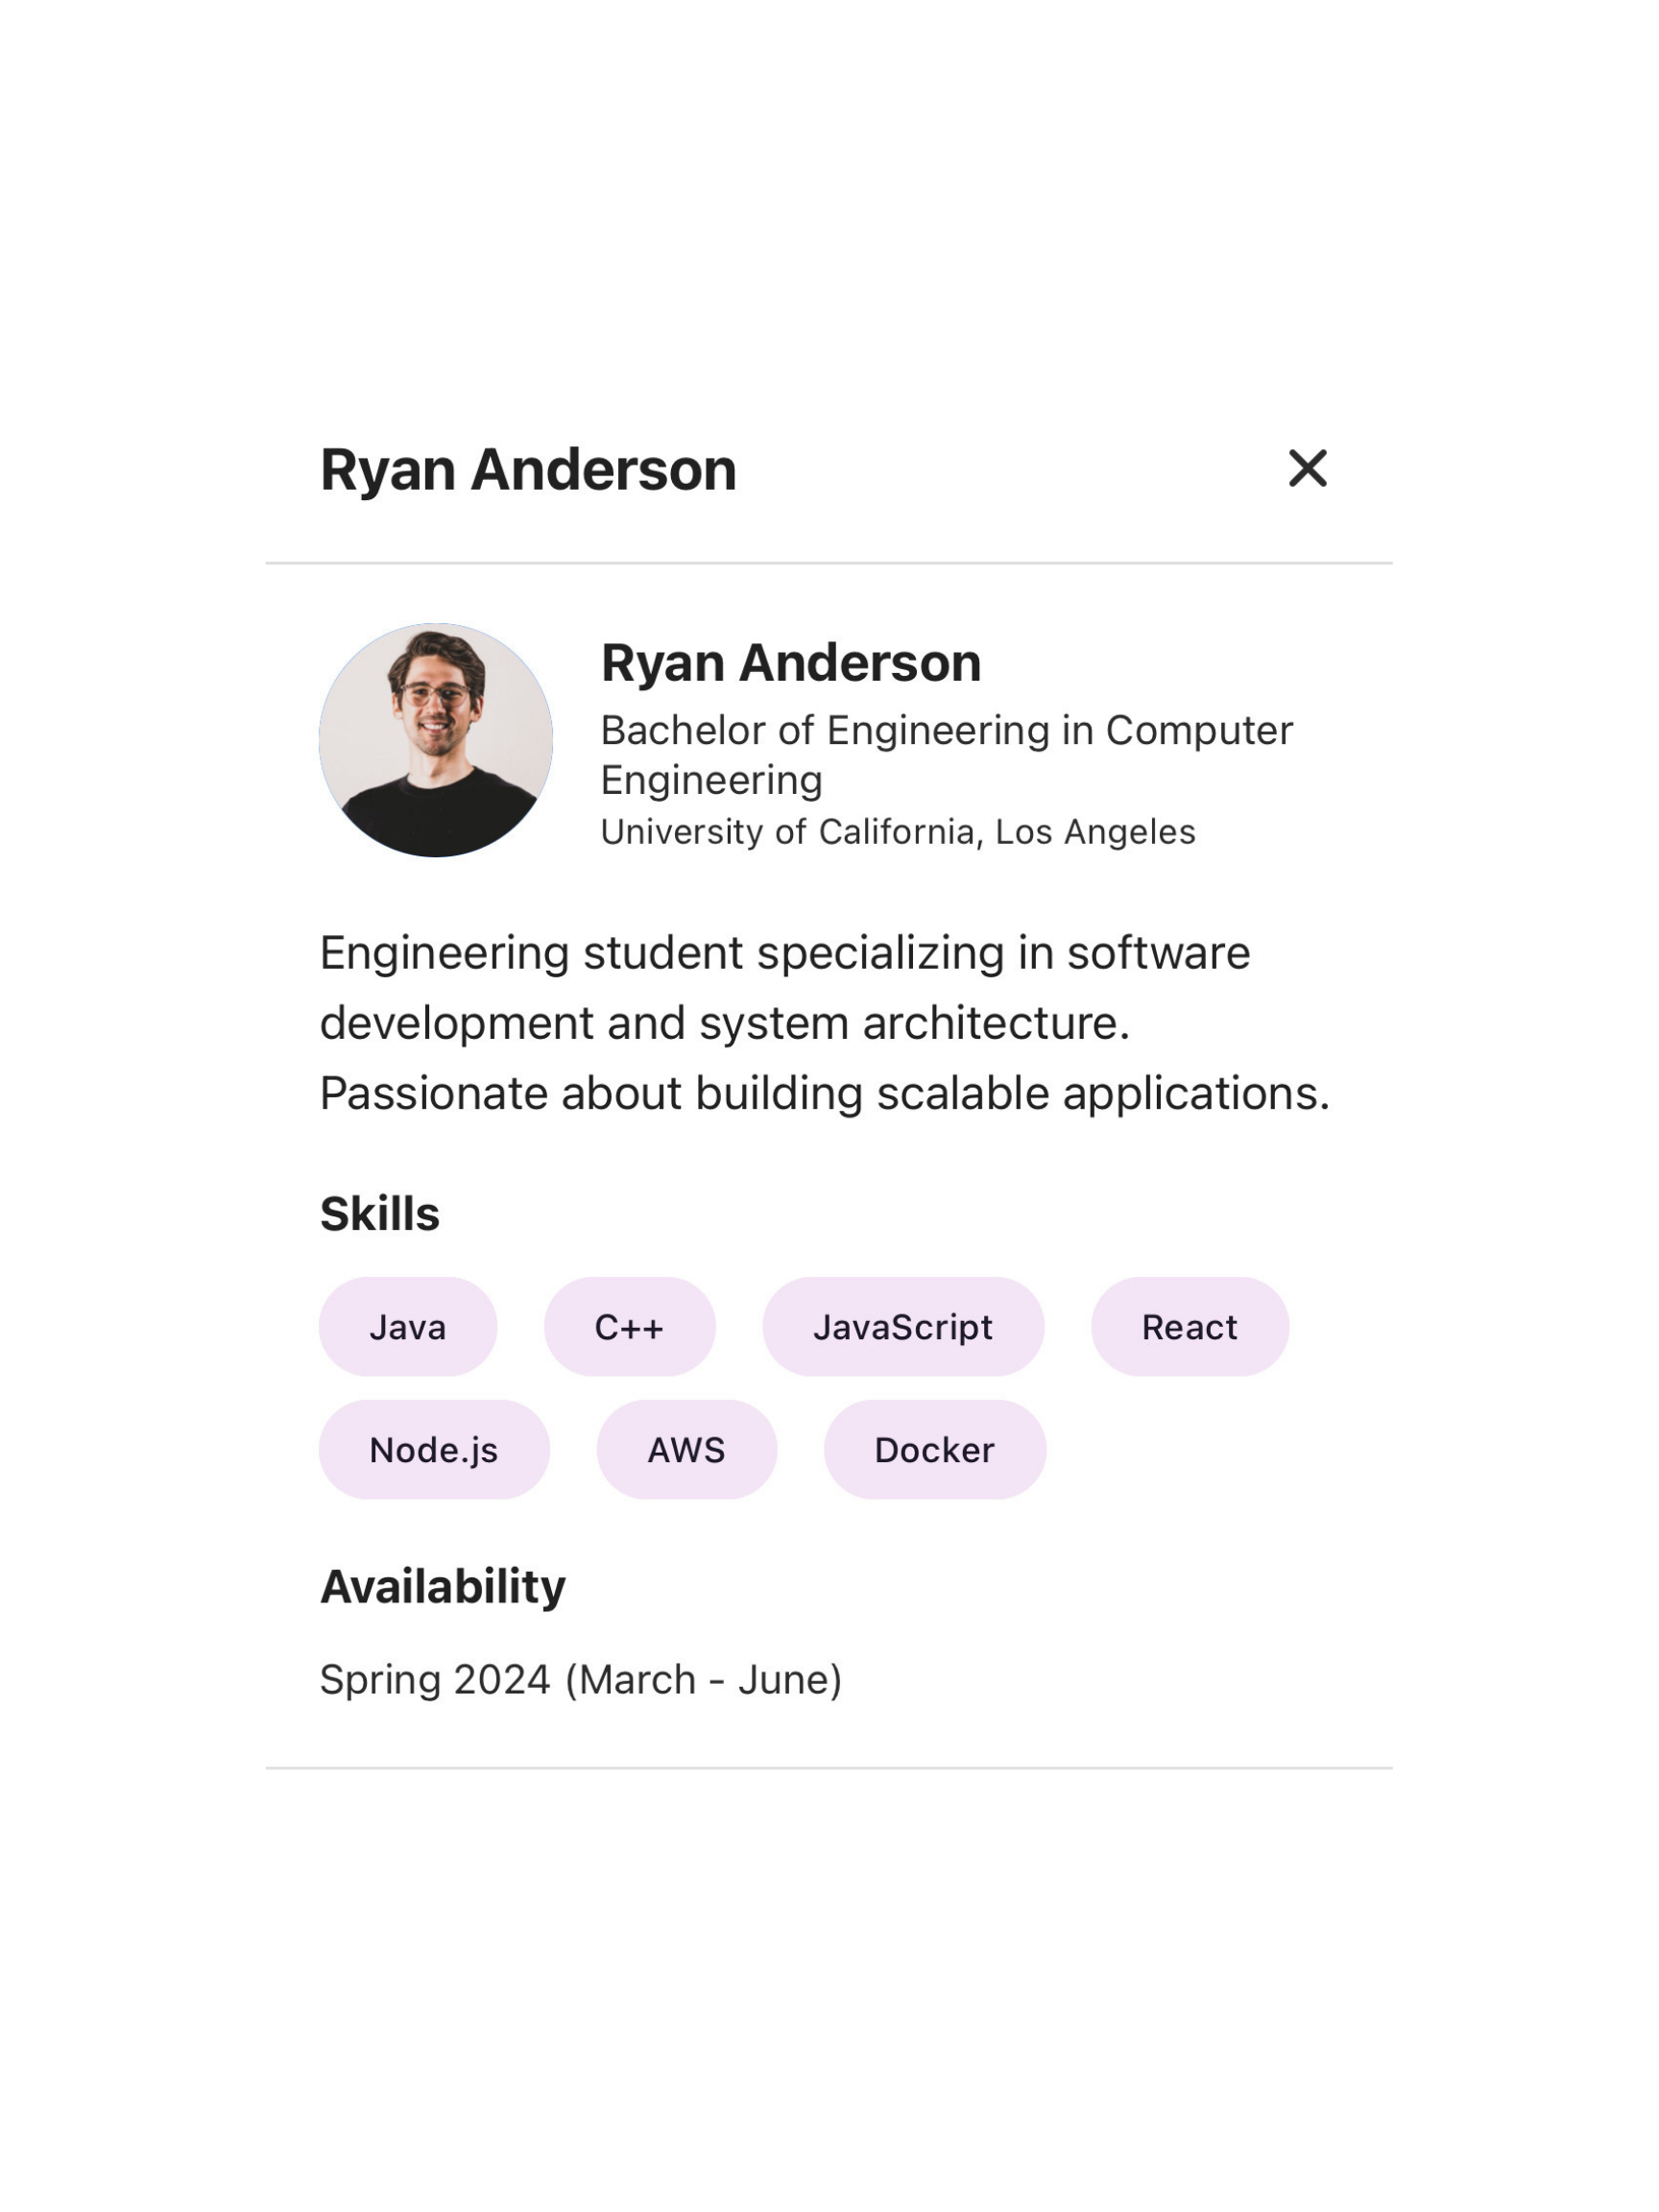 Ryan Anderson
Ryan Anderson
Bachelor of Engineering in Computer
Engineering
University of California, Los Angeles
Engineering student specializing in software
development and system architecture.
Passionate about building scalable applications.
Skills
Java C++ JavaScript React
Node.js AWS Docker
Availability
Spring 2024 (March - June)